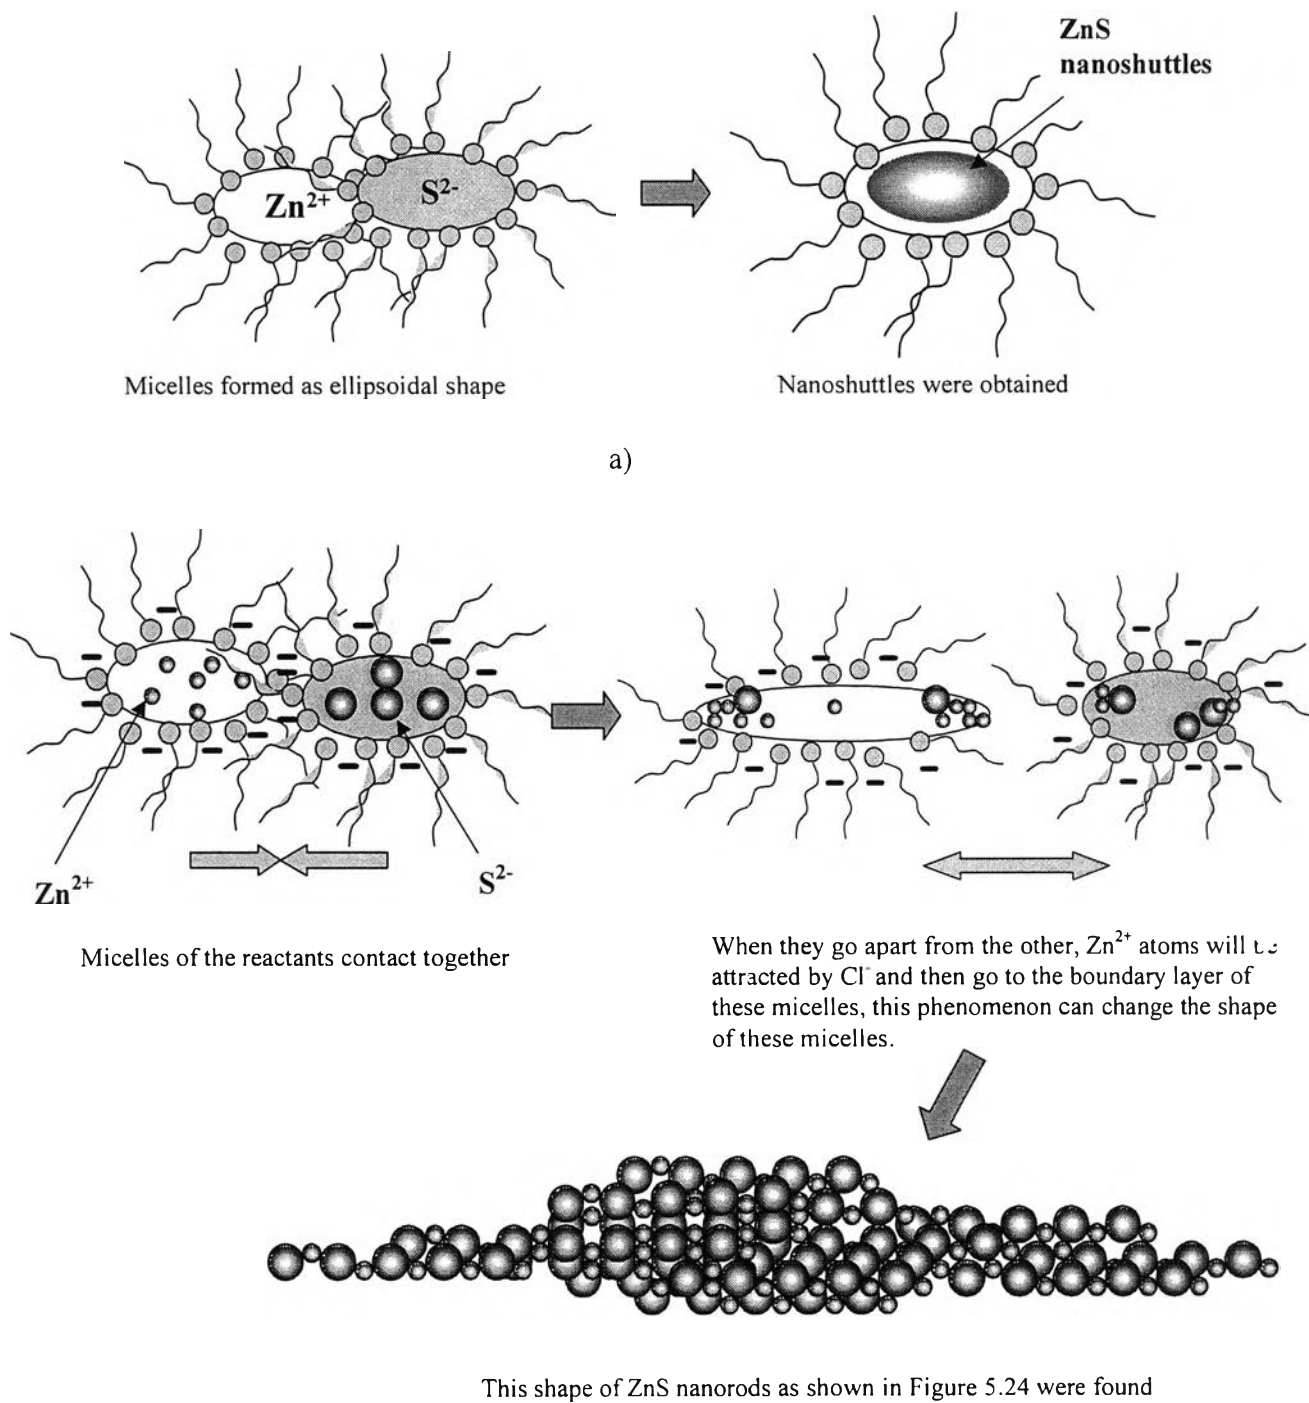 ZnS
nanoshuttles
Zn²⁺
S²⁻
Micelles formed as ellipsoidal shape
Nanoshuttles were obtained
a)
Zn²⁺
S²⁻
Micelles of the reactants contact together
When they go apart from the other, Zn²⁺ atoms will
attracted by Cl⁻ and then go to the boundary layer of
these micelles, this phenomenon can change the shape
of these micelles.
This shape of ZnS nanorods as shown in Figure 5.24 were found